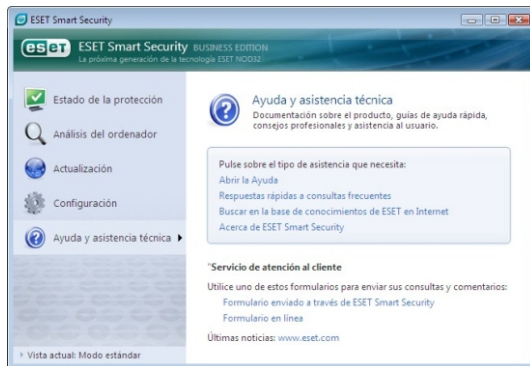 ESET Smart Security
eset ESET Smart Security BUSINESS EDITION
La próxima generación de la tecnología ESET NOD32
Estado de la protección
Análisis del ordenador
Actualización
Configuración
Ayuda y asistencia técnica
Vista actual: Modo estándar
Ayuda y asistencia técnica
Documentación sobre el producto, guías de ayuda rápida,
consejos profesionales y asistencia al usuario.
Pulse sobre el tipo de asistencia que necesita:
Abrir la Ayuda
Respuestas rápidas a consultas frecuentes
Buscar en la base de conocimientos de ESET en Internet
Acerca de ESET Smart Security
"Servicio de atención al cliente
Utilice uno de estos formularios para enviar sus consultas y comentarios:
Formulario enviado a través de ESET Smart Security
Formulario en línea
Últimas noticias: www.eset.com